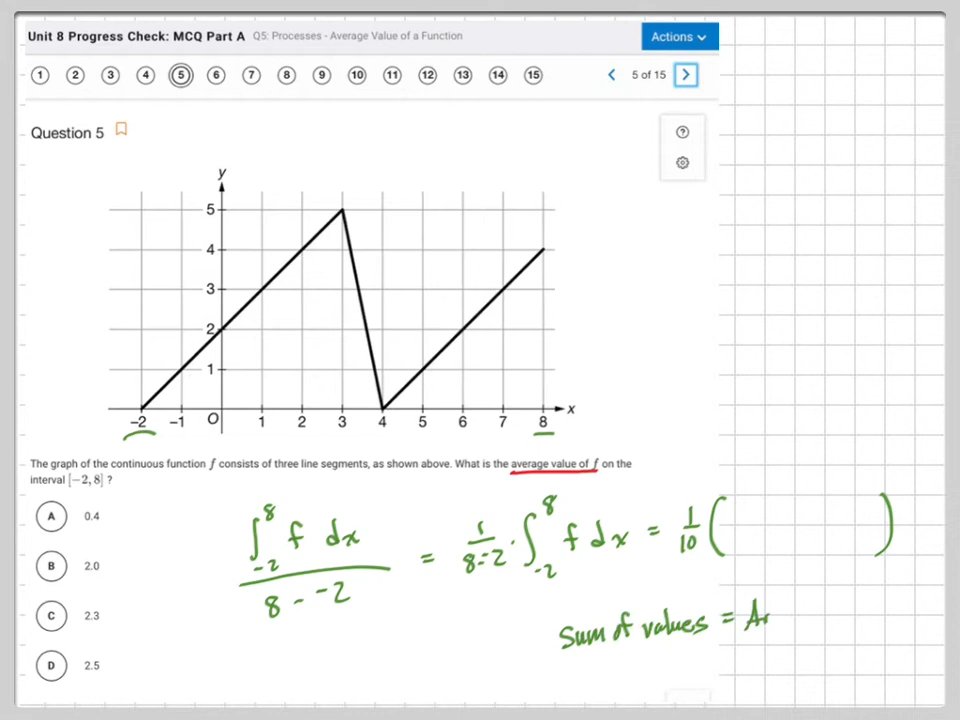 Unit 8 Progress Check: MCQ Part A Q5: Processes - Average Value of a Function Actions
1 2 3 4 5 6 7 8 9 10 11 12 13 14 15 < 5 of 15 >
Question 5
?
y
5
4
3
2
1
-2 -1 O 1 2 3 4 5 6 7 8 x
The graph of the continuous function f consists of three line segments, as shown above. What is the average value of f on the
interval [−2, 8] ?
A 0.4
B 2.0
C 2.3
D 2.5
∫_{-2}^{8} f dx / 8 - -2 = 1/8--2 · ∫_{-2}^{8} f dx = 1/10 ( )
Sum of values = Ar